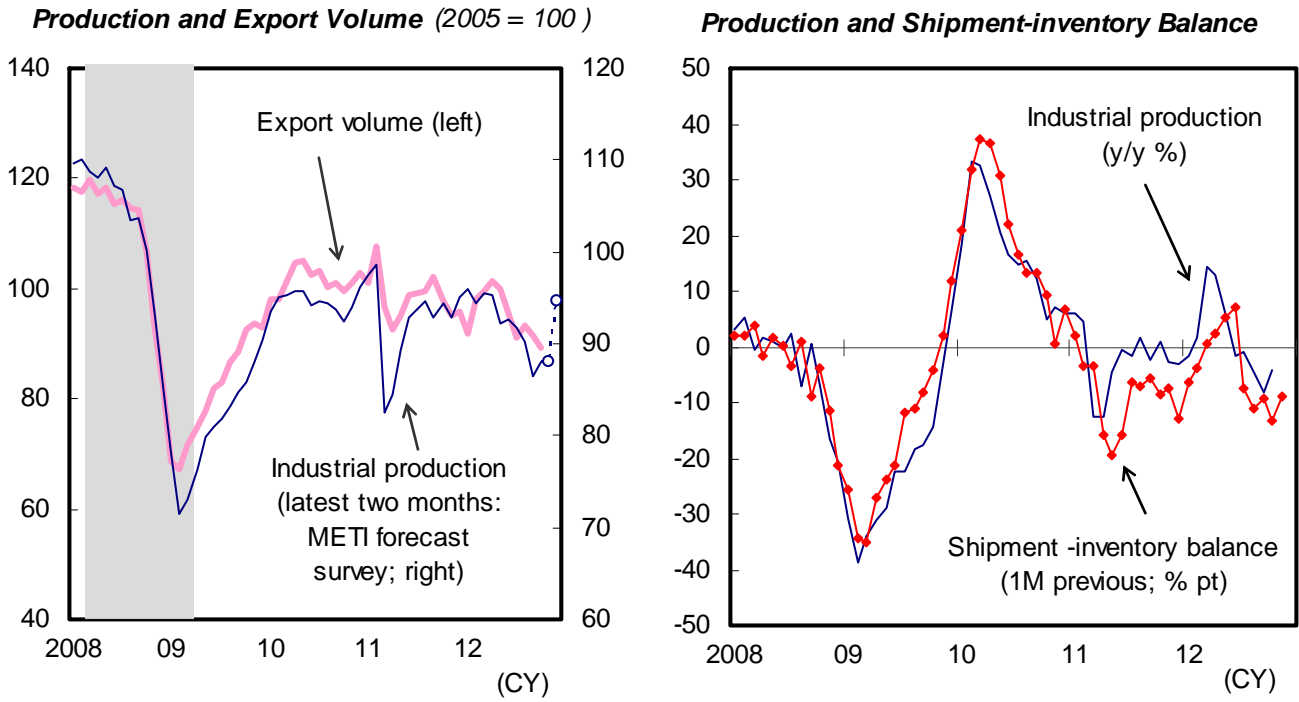 Production and Export Volume (2005 = 100 )
140
120
100
80
60
40
120
110
100
90
80
70
60
Export volume (left)
Industrial production
(latest two months:
METI forecast
survey; right)
2008 09 10 11 12
(CY)
Production and Shipment-inventory Balance
50
40
30
20
10
0
-10
-20
-30
-40
-50
Industrial production
(y/y %)
Shipment -inventory balance
(1M previous; % pt)
2008 09 10 11 12
(CY)